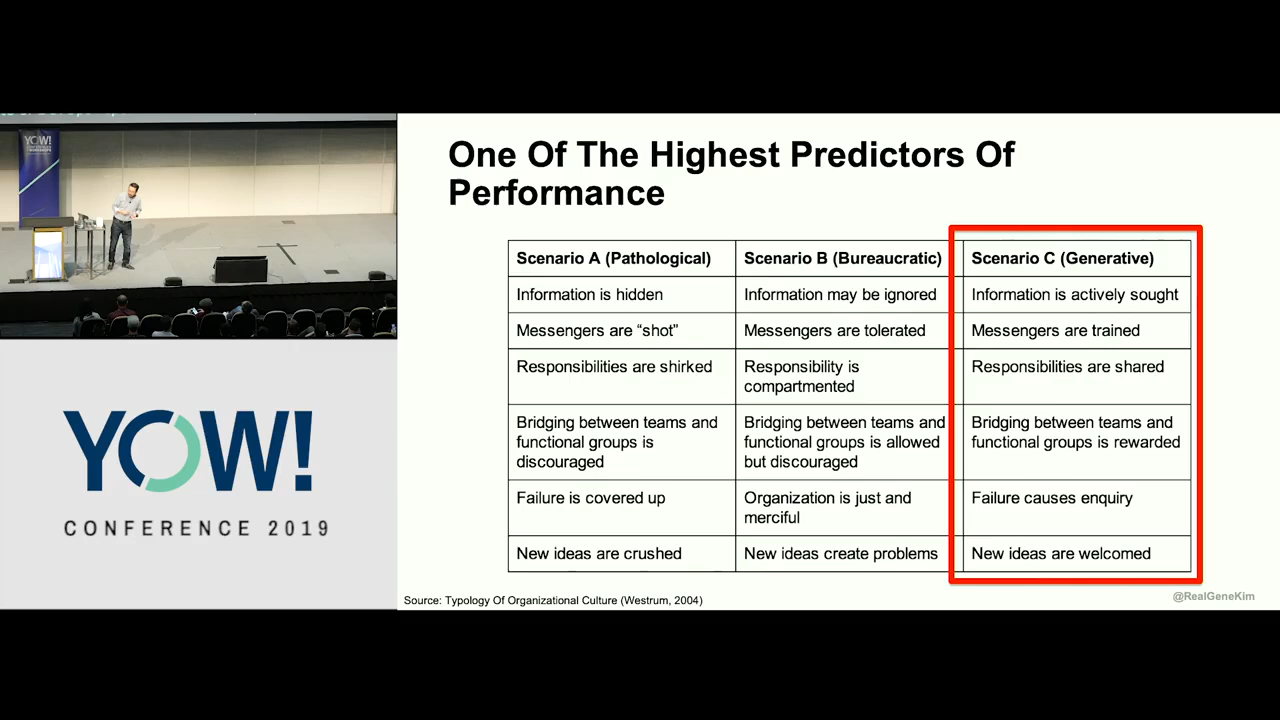 YOW!
One Of The Highest Predictors Of
Performance
Scenario A (Pathological)
Scenario B (Bureaucratic)
Scenario C (Generative)
Information is hidden
Information may be ignored
Information is actively sought
Messengers are “shot”
Messengers are tolerated
Messengers are trained
Responsibilities are shirked
Responsibility is
compartmented
Responsibilities are shared
Bridging between teams and
functional groups is
discouraged
Bridging between teams and
functional groups is allowed
but discouraged
Bridging between teams and
functional groups is rewarded
Failure is covered up
Organization is just and
merciful
Failure causes enquiry
New ideas are crushed
New ideas create problems
New ideas are welcomed
Source: Typology Of Organizational Culture (Westrum, 2004)
@RealGeneKim
YOW!
CONFERENCE 2019